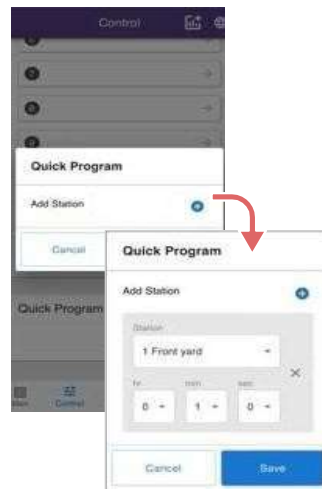 Control
Quick Program
Add Station
Cancel
Quick Program
Control
Quick Program
Add Station
Station
1 Front yard
hr min sec
0 1 0
Cancel Save